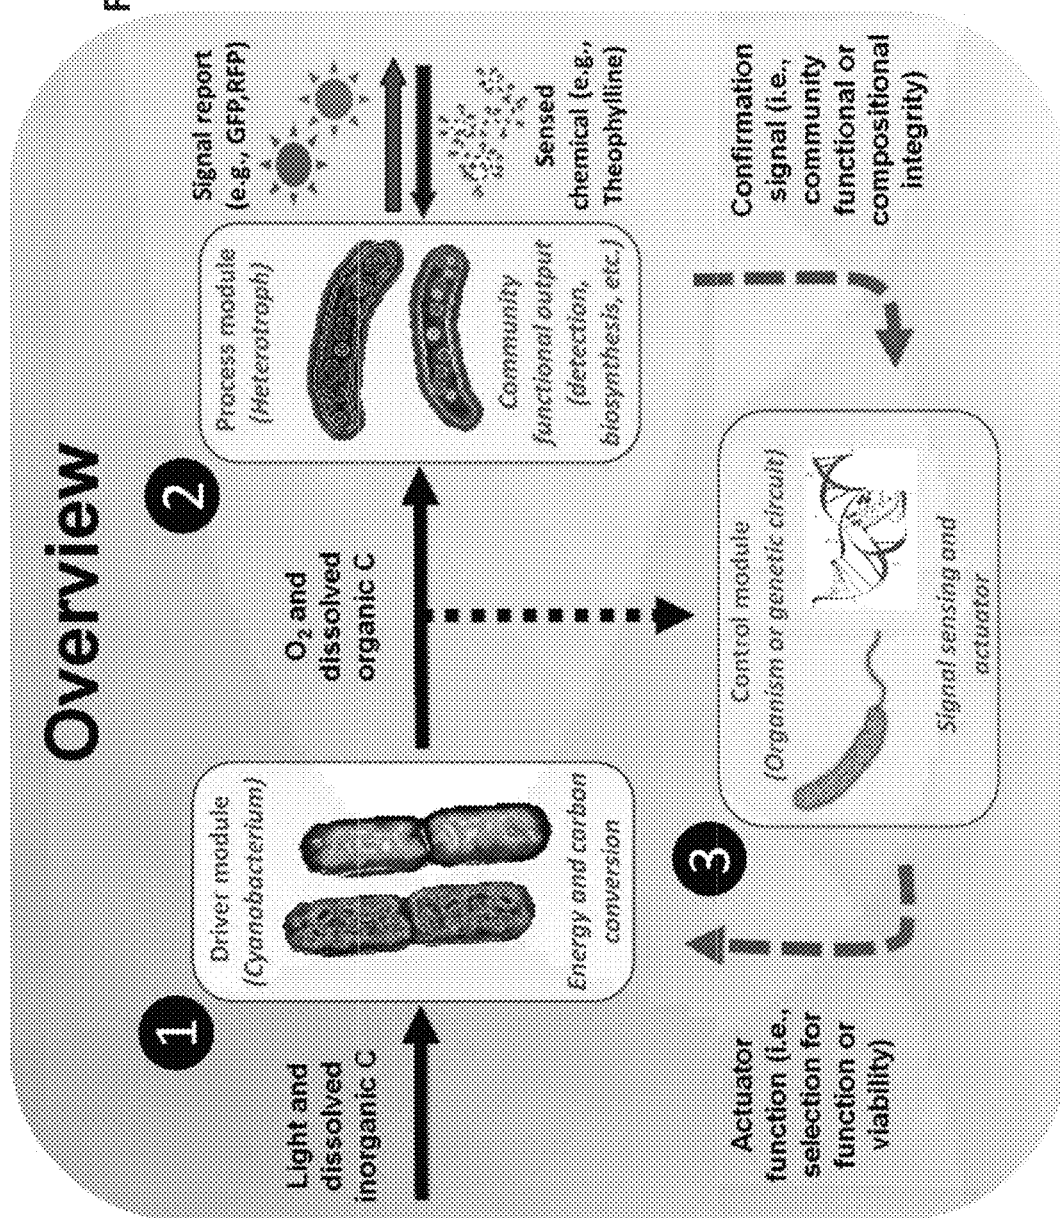 Overview
1
Light and
dissolved
inorganic C
Driver module
(Cyanobacterium)
Energy and carbon
conversion
O₂ and
dissolved
organic C
2
Process module
(Heterotroph)
Community
functional output
(detection,
biosynthesis, etc.)
Signal report
(e.g., GFP,RFP)
Sensed
chemical (e.g.,
Theophylline)
Confirmation
signal (i.e.,
community
functional or
compositional
integrity)
3
Control module
(Organism or genetic circuit)
Signal sensing and
actuator
Actuator
function (i.e.,
selection for
function or
viability)